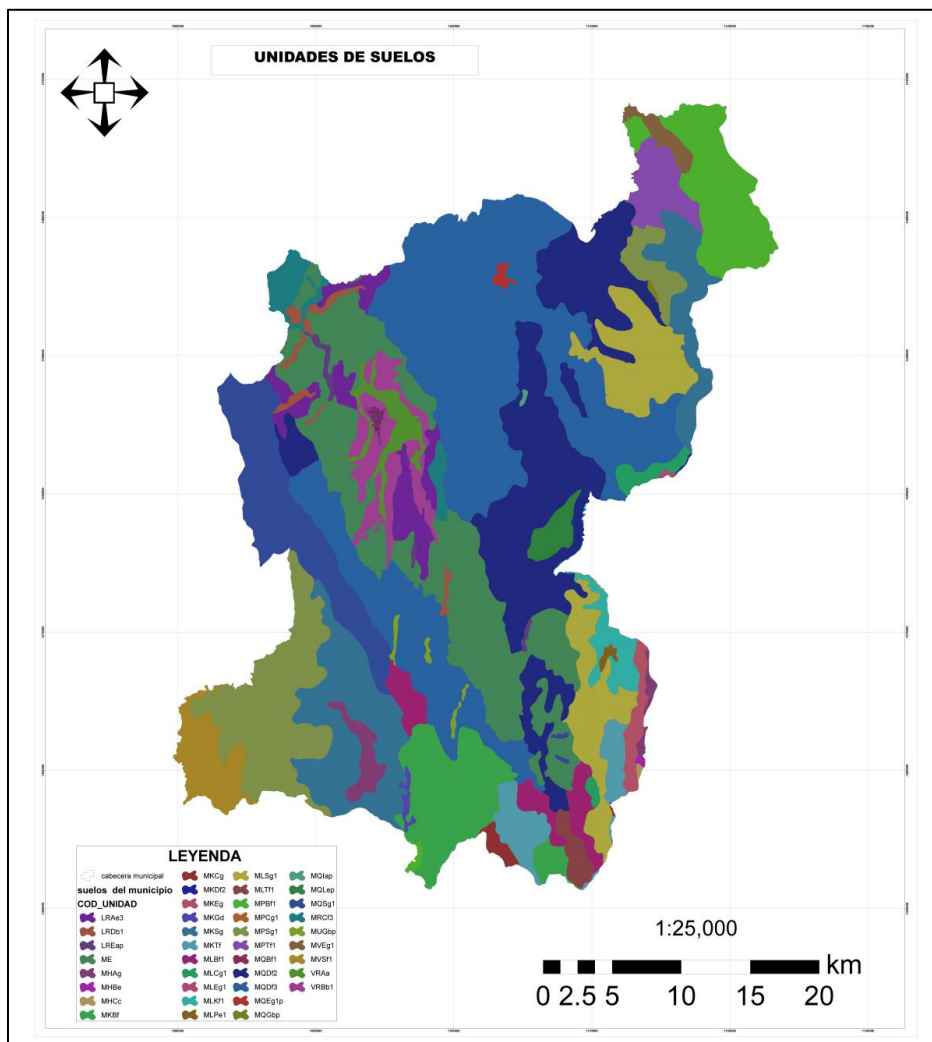 UNIDADES DE SUELOS
LEYENDA
cabecera municipal
suelos del municipio
COD_UNIDAD
LRAe3
LRDb1
LREap
ME
MHAg
MHBe
MHCc
MKBf
MKCg
MKDf2
MKEg
MKGd
MKSg
MKTf
MLBf1
MLCg1
MLEg1
MLKf1
MLPe1
MLSg1
MLTf1
MPBf1
MPCg1
MPSg1
MPTf1
MQBf1
MQDf2
MQDf3
MQEg1p
MQGbp
MQIap
MQLep
MQSg1
MRCf3
MUGbp
MVEg1
MVSf1
VRAa
VRBb1
1:25,000
km
0 2.5 5 10 15 20